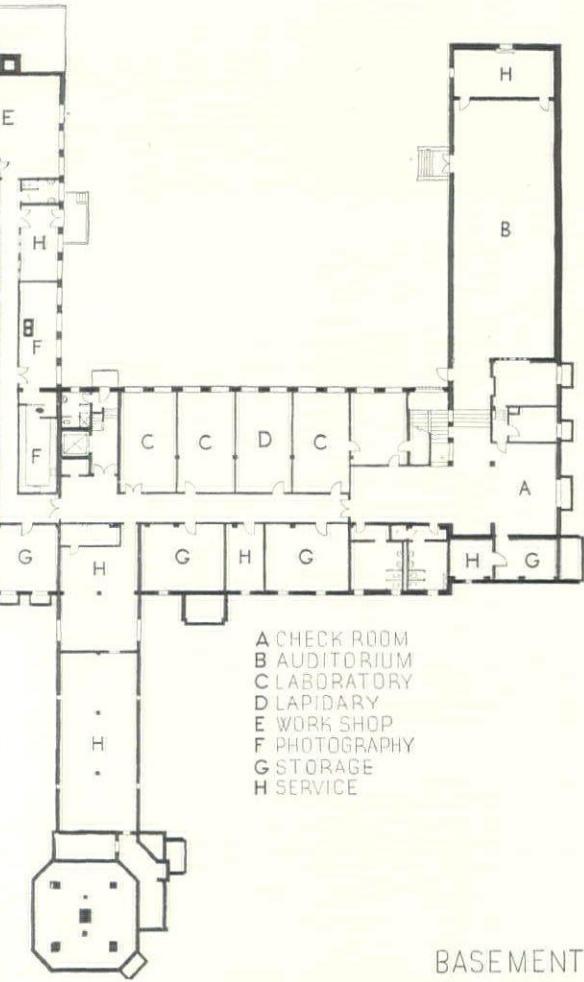 H
E
B
H
F
C
C
D
C
F
A
G
H
G
H
G
H
G
H
A CHECK ROOM
B AUDITORIUM
C LABORATORY
D LAPIDARY
E WORK SHOP
F PHOTOGRAPHY
G STORAGE
H SERVICE
BASEMENT